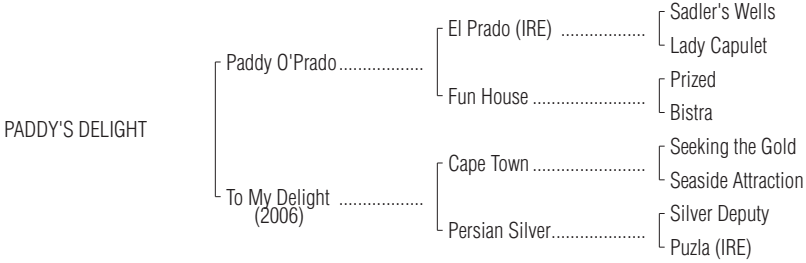 Sadler's Wells
El Prado (IRE) ...................
Lady Capulet
Paddy O'Prado..................
Prized
Fun House ........................
Bistra
PADDY'S DELIGHT
Seeking the Gold
Cape Town ........................
Seaside Attraction
To My Delight ..................
(2006)
Silver Deputy
Persian Silver....................
Puzla (IRE)